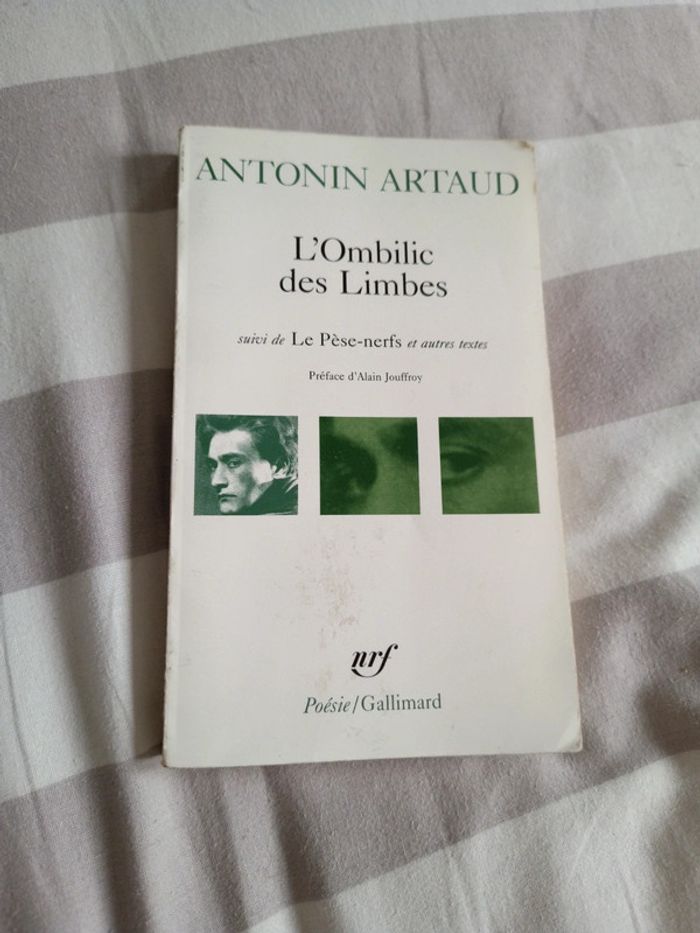 ANTONIN ARTAUD
L'Ombilic
des Limbes
suivi de Le Pèse-nerfs et autres textes
Préface d'Alain Jouffroy
nrf
Poésie/Gallimard